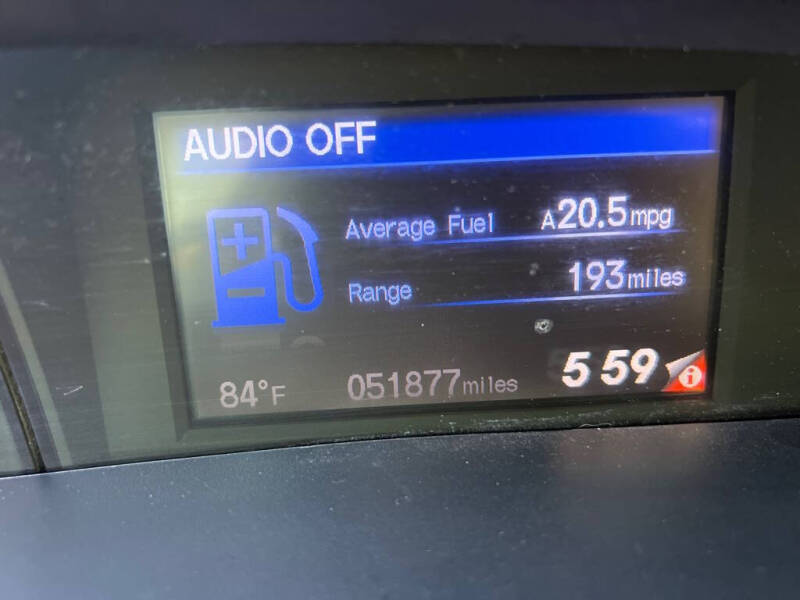 AUDIO OFF
Average Fuel A20.5mpg
Range 193miles
84°F 051877miles 5 59 i